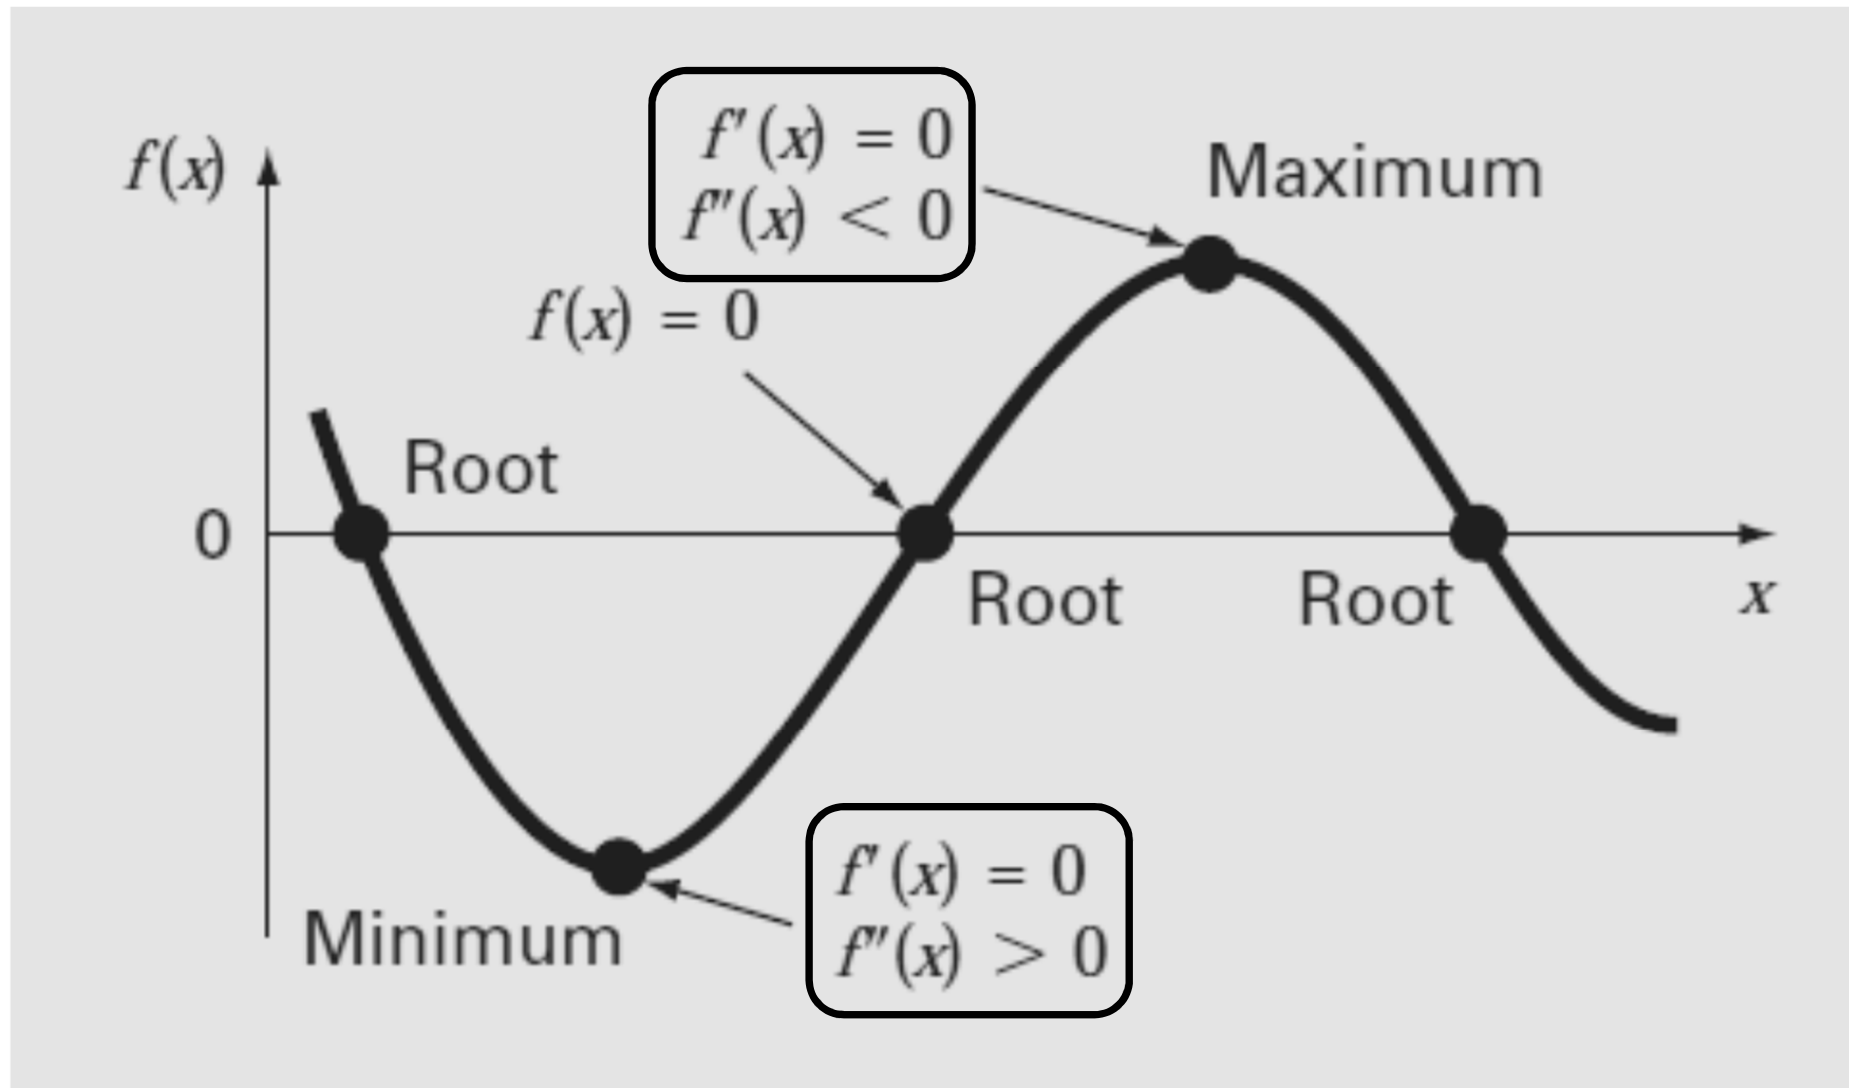 f′(x) = 0
f″(x) < 0
f(x)
Maximum
f(x) = 0
Root
0
Root
Root
x
f′(x) = 0
f″(x) > 0
Minimum